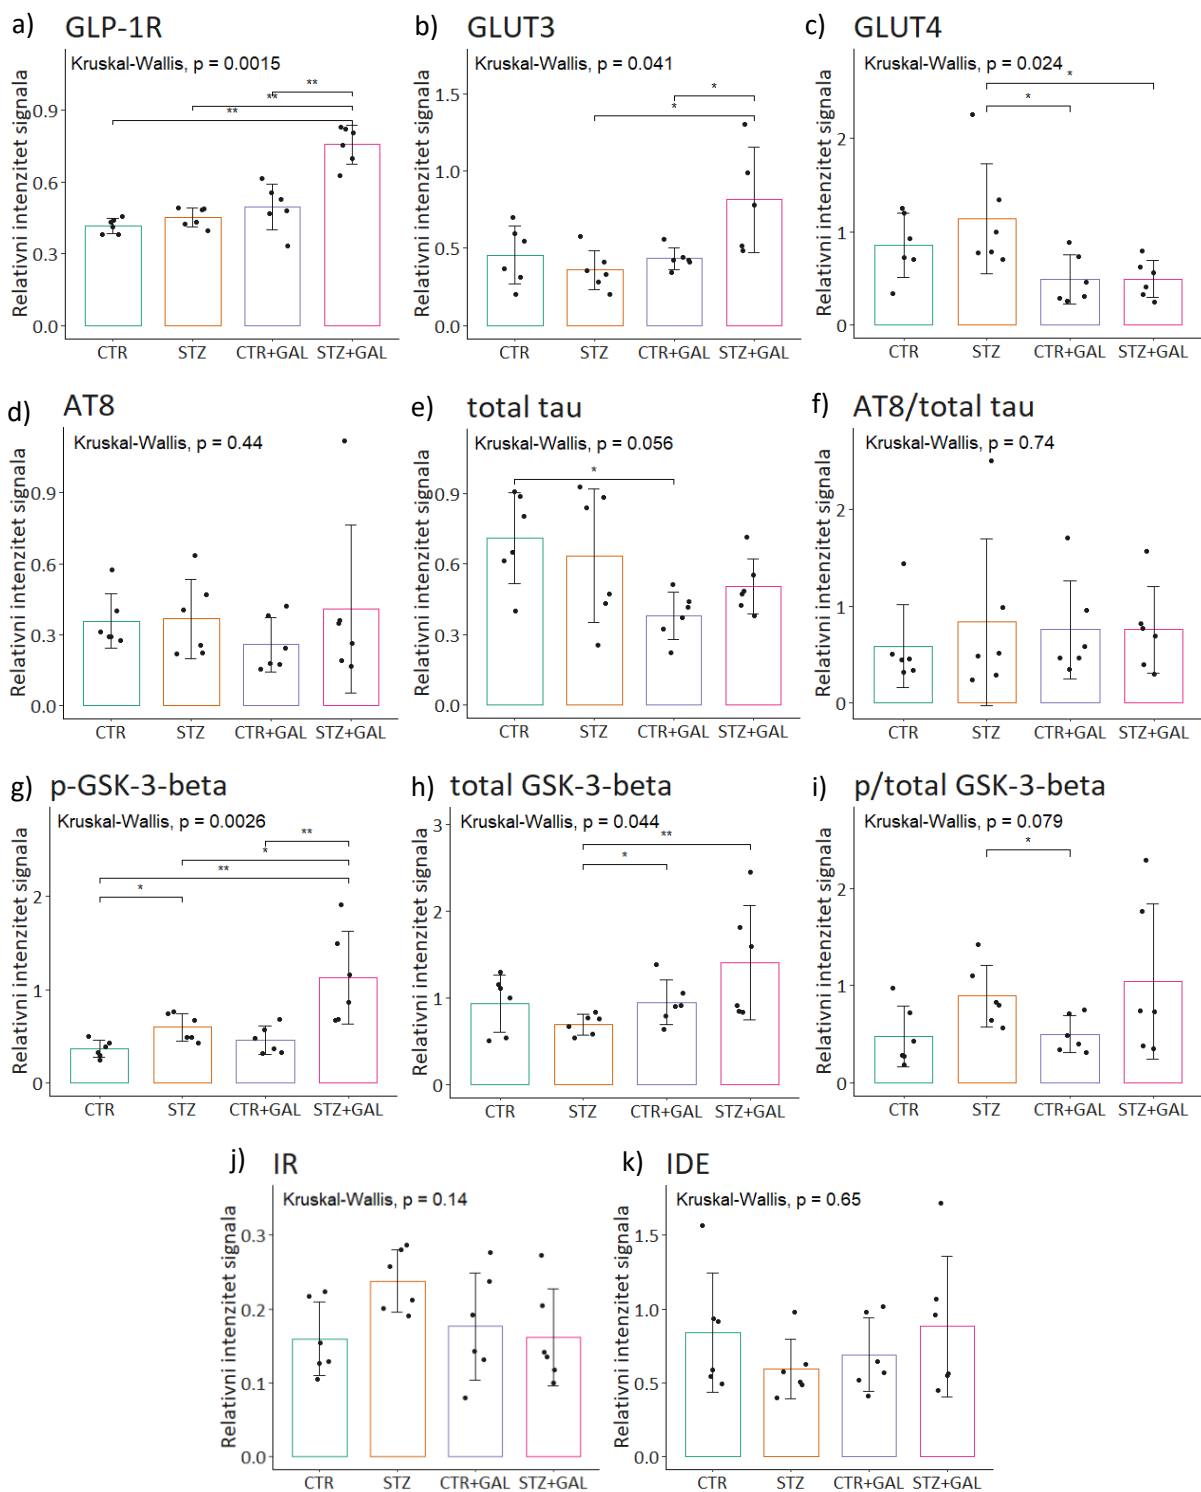 a) GLP-1R
Kruskal-Wallis, p = 0.0015
Relativni intenzitet signala
0.9
0.6
0.3
0.0
**
**
**
CTR STZ CTR+GAL STZ+GAL
b) GLUT3
Kruskal-Wallis, p = 0.041
Relativni intenzitet signala
1.5
1.0
0.5
0.0
*
*
CTR STZ CTR+GAL STZ+GAL
c) GLUT4
Kruskal-Wallis, p = 0.024
Relativni intenzitet signala
2
1
0
*
*
CTR STZ CTR+GAL STZ+GAL
d) AT8
Kruskal-Wallis, p = 0.44
Relativni intenzitet signala
0.9
0.6
0.3
0.0
CTR STZ CTR+GAL STZ+GAL
e) total tau
Kruskal-Wallis, p = 0.056
Relativni intenzitet signala
0.9
0.6
0.3
0.0
*
CTR STZ CTR+GAL STZ+GAL
f) AT8/total tau
Kruskal-Wallis, p = 0.74
Relativni intenzitet signala
2
1
0
CTR STZ CTR+GAL STZ+GAL
g) p-GSK-3-beta
Kruskal-Wallis, p = 0.0026
Relativni intenzitet signala
2
1
0
**
*
**
*
CTR STZ CTR+GAL STZ+GAL
h) total GSK-3-beta
Kruskal-Wallis, p = 0.044
Relativni intenzitet signala
3
2
1
0
**
*
CTR STZ CTR+GAL STZ+GAL
i) p/total GSK-3-beta
Kruskal-Wallis, p = 0.079
Relativni intenzitet signala
2
1
0
*
CTR STZ CTR+GAL STZ+GAL
j) IR
Kruskal-Wallis, p = 0.14
Relativni intenzitet signala
0.3
0.2
0.1
0.0
CTR STZ CTR+GAL STZ+GAL
k) IDE
Kruskal-Wallis, p = 0.65
Relativni intenzitet signala
1.5
1.0
0.5
0.0
CTR STZ CTR+GAL STZ+GAL